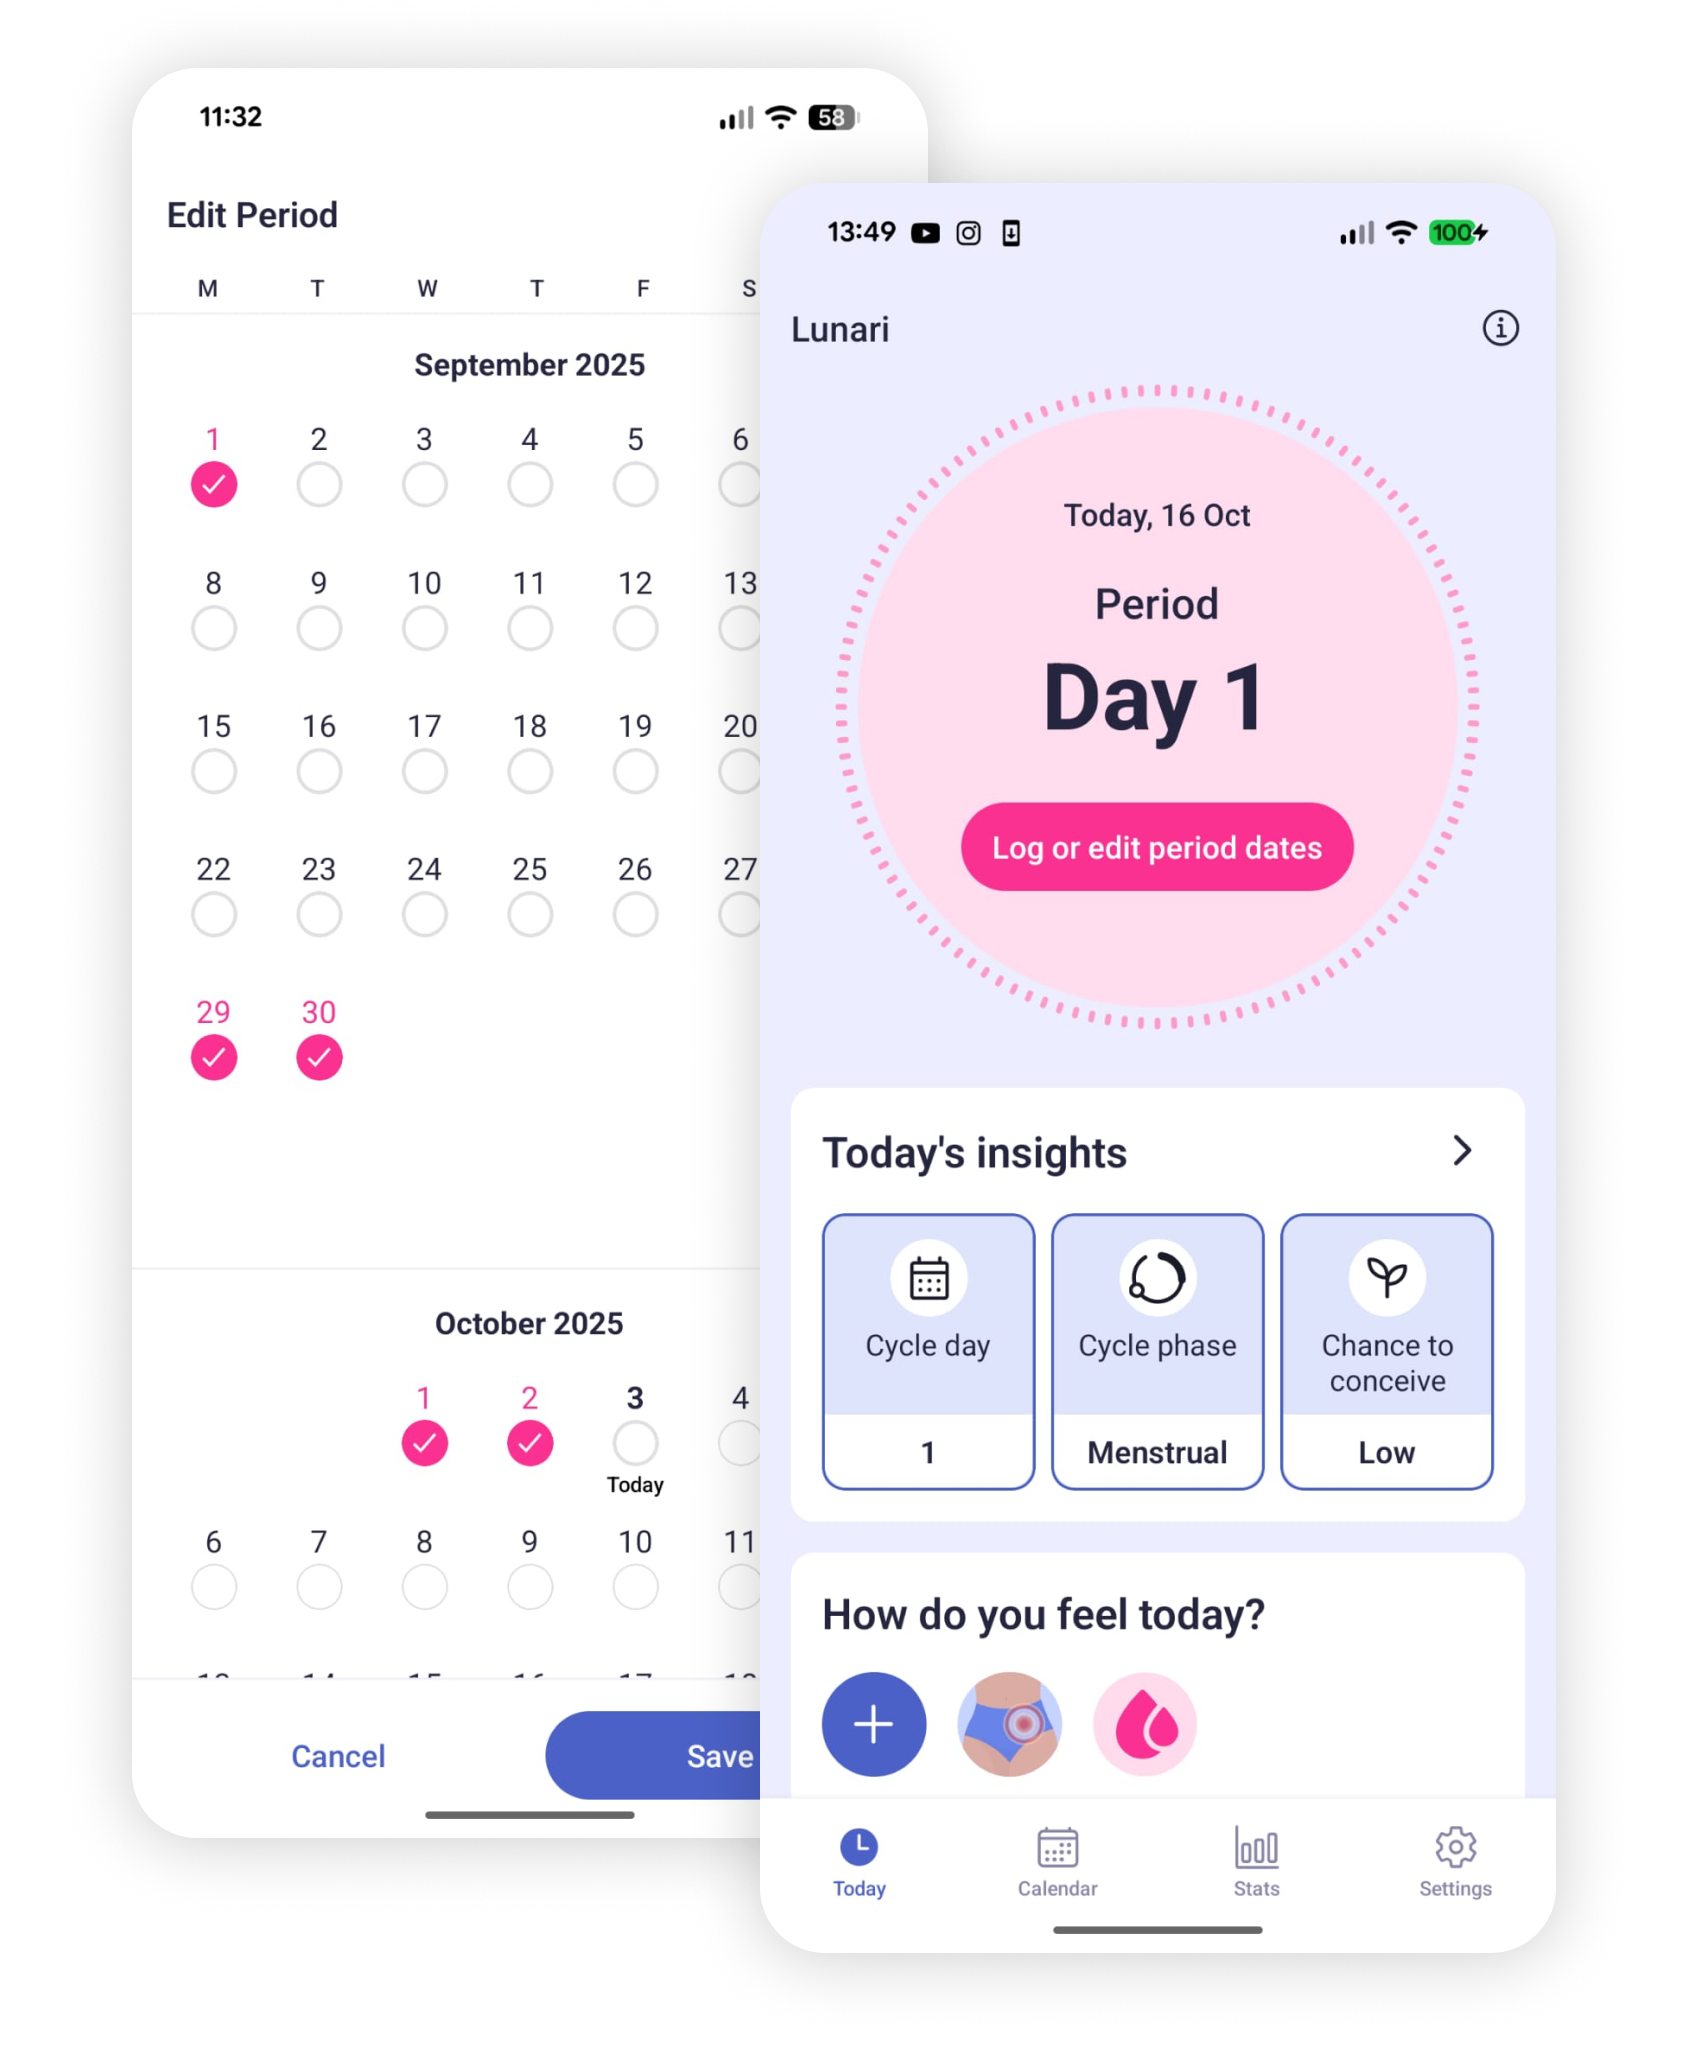 11:32
58
Edit Period
M T W T F S
September 2025
1 2 3 4 5 6
8 9 10 11 12 13
15 16 17 18 19 20
22 23 24 25 26 27
29 30
October 2025
1 2 3 4
Today
6 7 8 9 10 11
Cancel
Save
13:49
100
Lunari
Today, 16 Oct
Period
Day 1
Log or edit period dates
Today's insights
Cycle day
1
Cycle phase
Menstrual
Chance to
conceive
Low
How do you feel today?
Today
Calendar
Stats
Settings